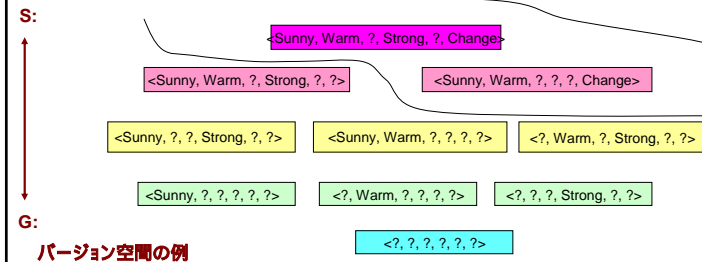 S:
<Sunny, Warm, ?, Strong, ?, Change>
<Sunny, Warm, ?, Strong, ?, ?> <Sunny, Warm, ?, ?, ?, Change>
<Sunny, ?, ?, Strong, ?, ?> <Sunny, Warm, ?, ?, ?, ?> <?, Warm, ?, Strong, ?, ?>
<Sunny, ?, ?, ?, ?, ?> <?, Warm, ?, ?, ?, ?> <?, ?, ?, Strong, ?, ?>
G:
<?, ?, ?, ?, ?, ?>
バージョン空間の例